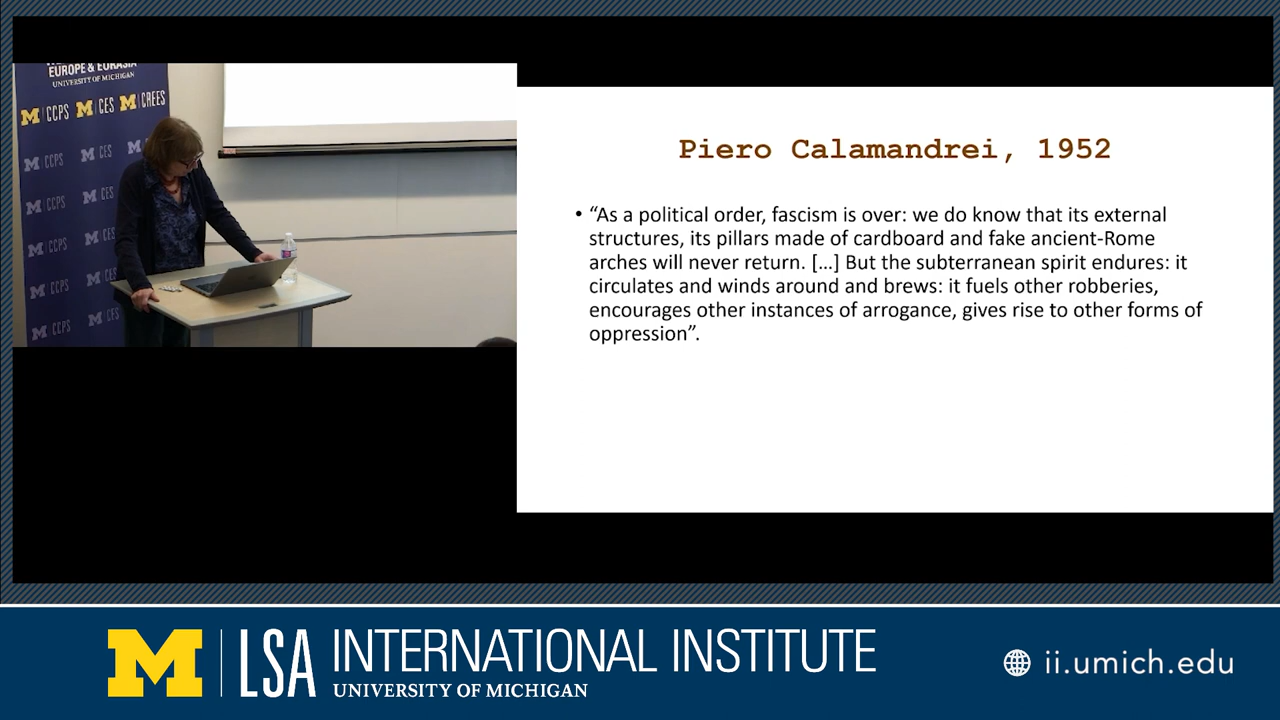 EUROPE & EURASIA
UNIVERSITY OF MICHIGAN
M CCPS M CES M CREES
M CCPS M CES M
M CCPS M CES
M CCPS M CES
M CCPS M CES
M CCPS M CES
M CCPS M CES
Piero Calamandrei, 1952
• “As a political order, fascism is over: we do know that its external
structures, its pillars made of cardboard and fake ancient-Rome
arches will never return. […] But the subterranean spirit endures: it
circulates and winds around and brews: it fuels other robberies,
encourages other instances of arrogance, gives rise to other forms of
oppression”.
M LSA INTERNATIONAL INSTITUTE
UNIVERSITY OF MICHIGAN
ii.umich.edu